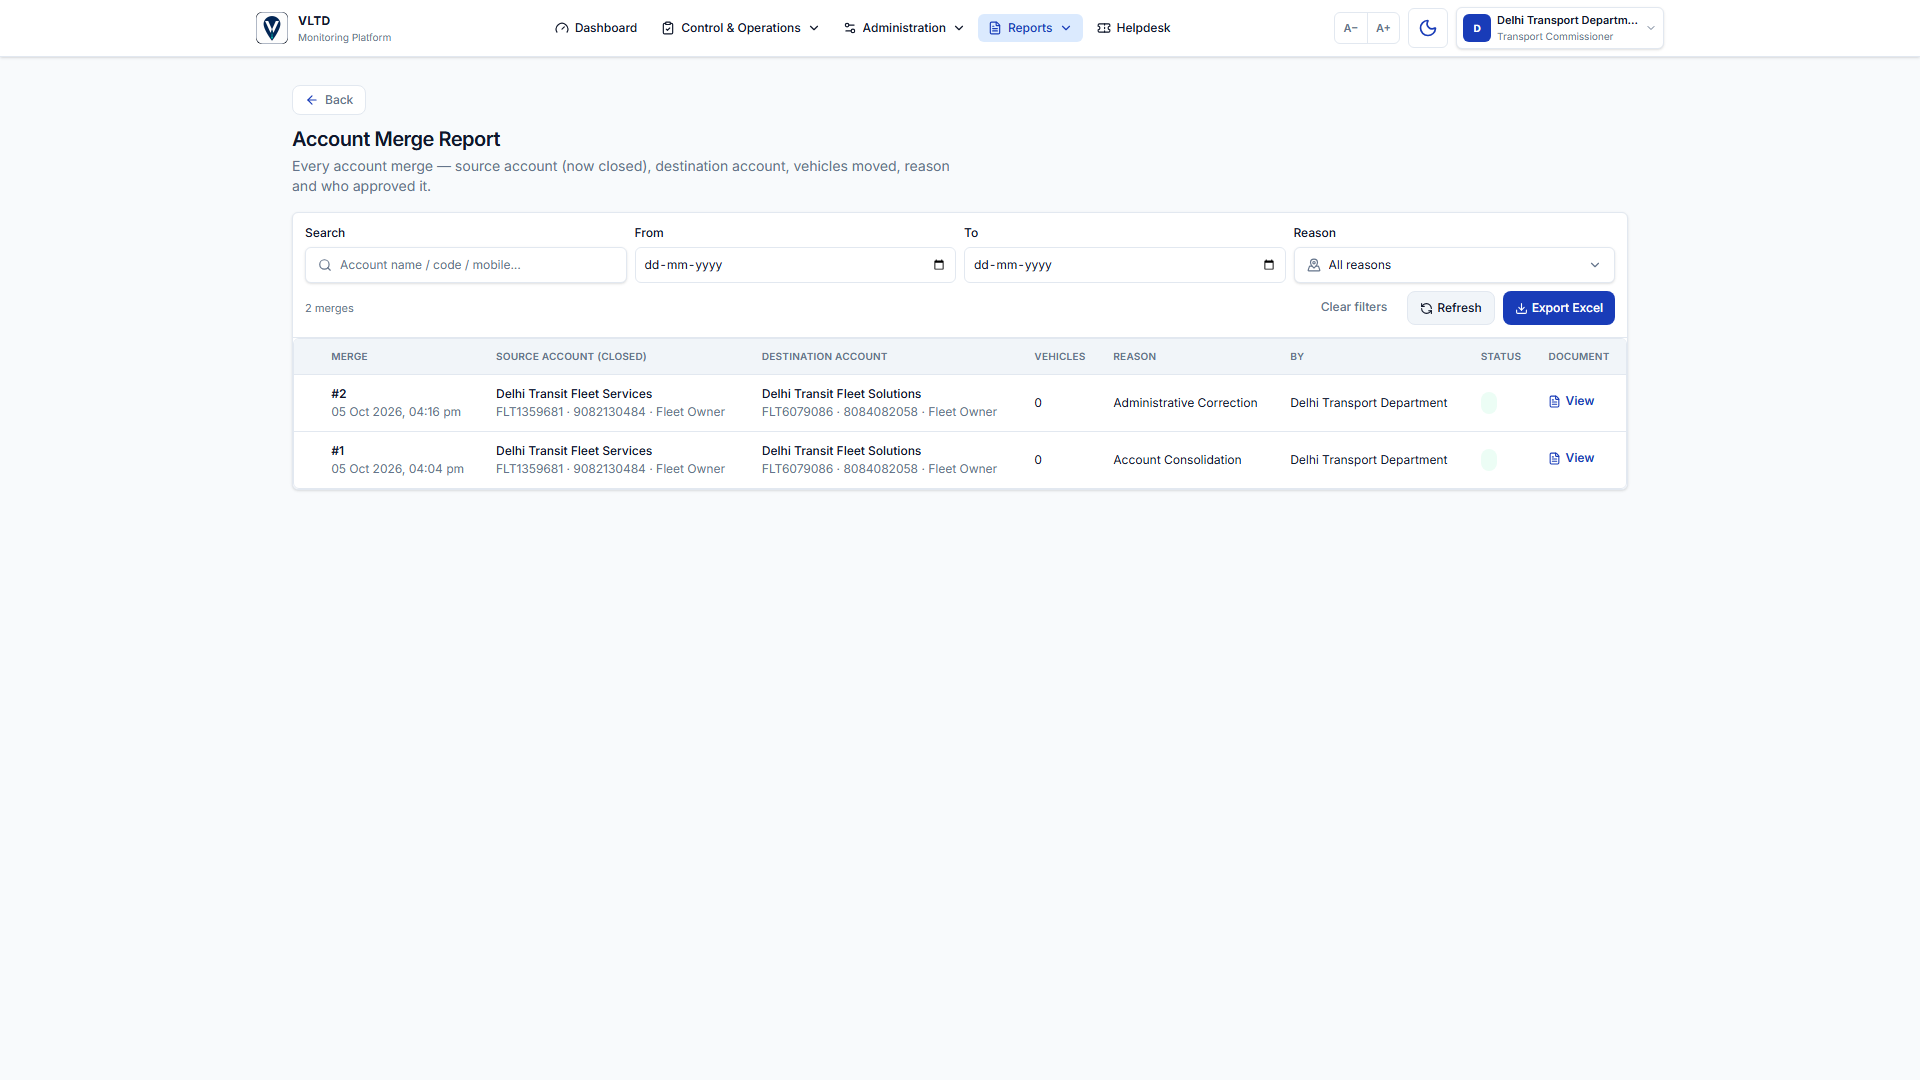 VLTD
Monitoring Platform
Dashboard
Control & Operations
Administration
Reports
Helpdesk
A−
A+
D
Delhi Transport Departm...
Transport Commissioner
Back
Account Merge Report
Every account merge — source account (now closed), destination account, vehicles moved, reason
and who approved it.
Search
From
To
Reason
Account name / code / mobile...
dd-mm-yyyy
dd-mm-yyyy
All reasons
2 merges
Clear filters
Refresh
Export Excel
MERGE SOURCE ACCOUNT (CLOSED) DESTINATION ACCOUNT VEHICLES REASON BY STATUS DOCUMENT
#2 Delhi Transit Fleet Services Delhi Transit Fleet Solutions
05 Oct 2026, 04:16 pm FLT1359681 · 9082130484 · Fleet Owner FLT6079086 · 8084082058 · Fleet Owner
0 Administrative Correction Delhi Transport Department View
#1 Delhi Transit Fleet Services Delhi Transit Fleet Solutions
05 Oct 2026, 04:04 pm FLT1359681 · 9082130484 · Fleet Owner FLT6079086 · 8084082058 · Fleet Owner
0 Account Consolidation Delhi Transport Department View